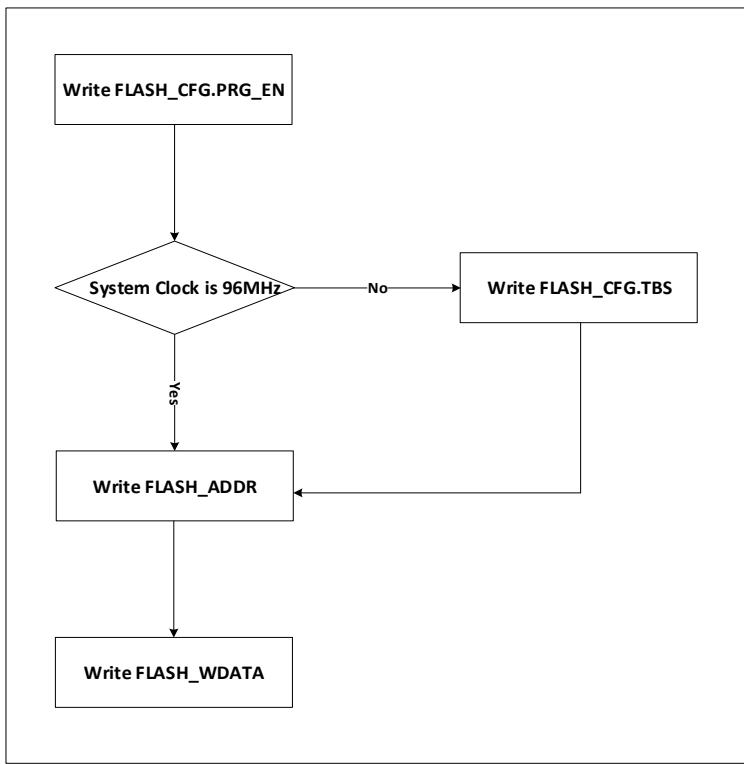 Write FLASH_CFG.PRG_EN
System Clock is 96MHz
No
Write FLASH_CFG.TBS
Yes
Write FLASH_ADDR
Write FLASH_WDATA